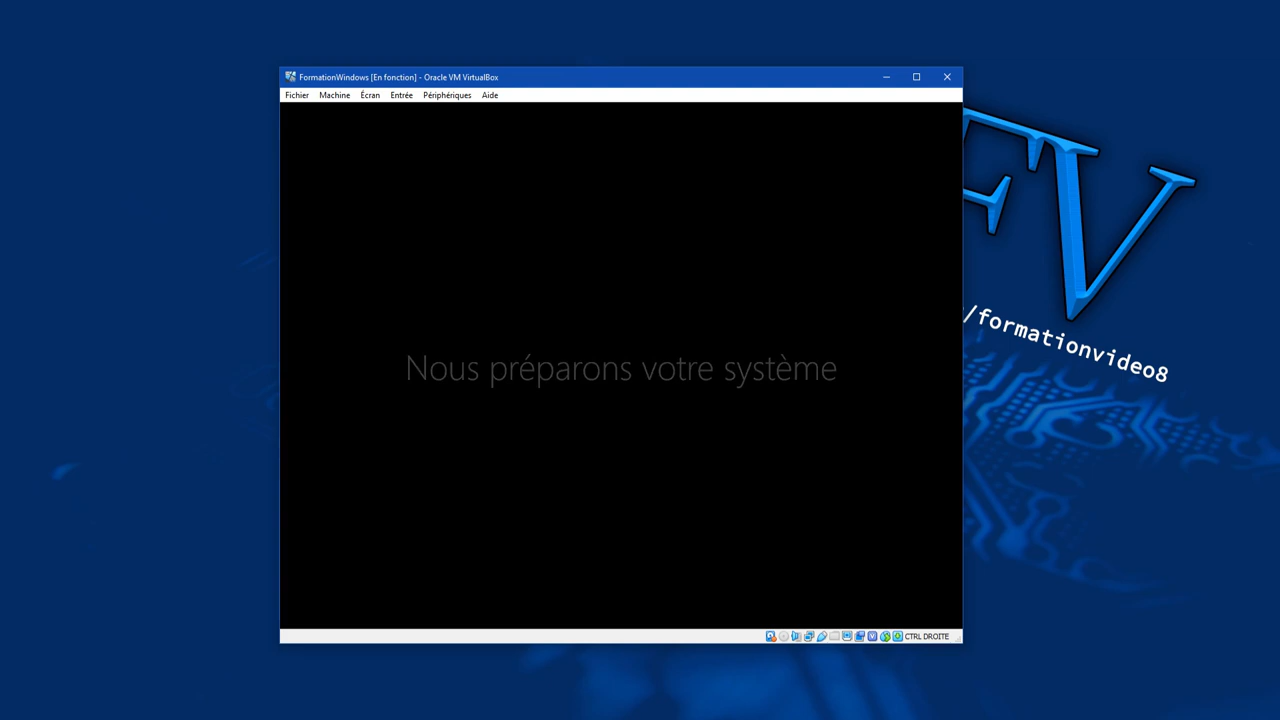 FormationWindows [En fonction] - Oracle VM VirtualBox
Fichier Machine Écran Entrée Périphériques Aide
FV
/formationvideo8
Nous préparons votre système
CTRL DROITE